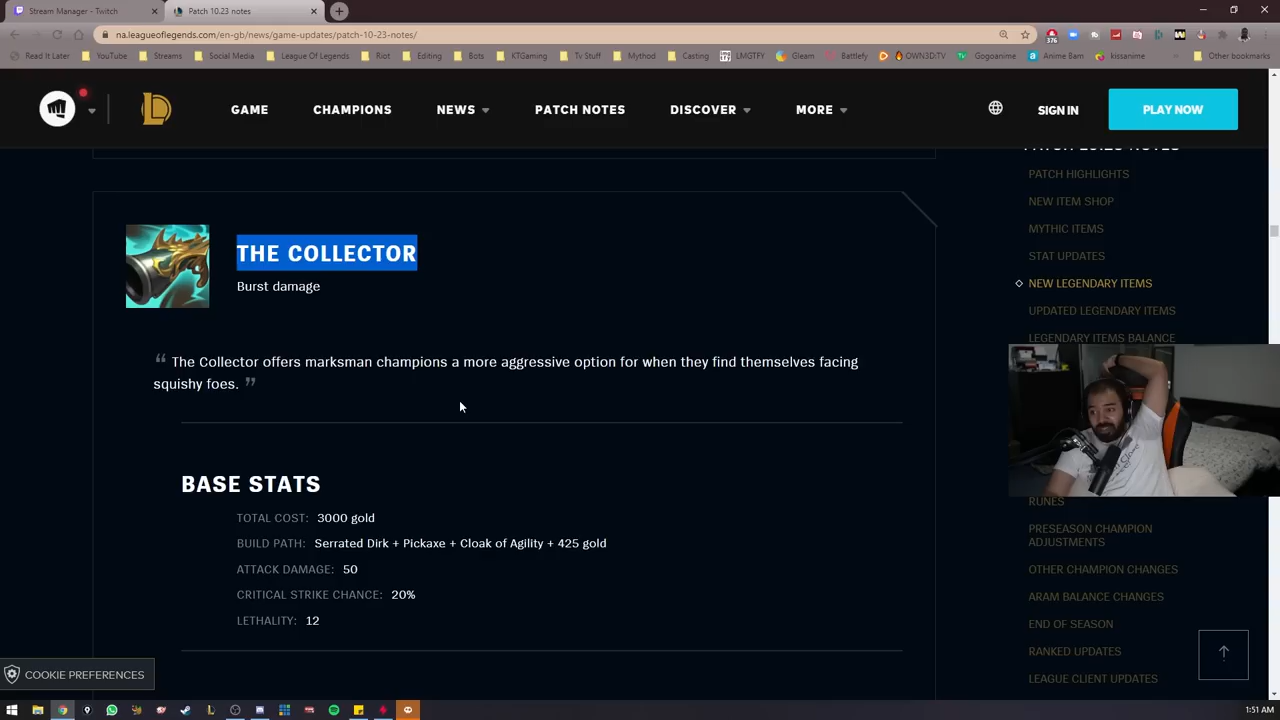 Stream Manager - Twitch
Patch 10.23 notes
na.leagueoflegends.com/en-gb/news/game-updates/patch-10-23-notes/
376
Read It Later YouTube Streams Social Media League Of Legends Riot Editing Bots KTGaming Tv Stuff Mythod Casting LMGTFY Gleam Battlefy OWN3D.TV Gogoanime Anime Bam kissanime Other bookmarks
GAME CHAMPIONS NEWS PATCH NOTES DISCOVER MORE SIGN IN PLAY NOW
PATCH HIGHLIGHTS
NEW ITEM SHOP
MYTHIC ITEMS
STAT UPDATES
NEW LEGENDARY ITEMS
UPDATED LEGENDARY ITEMS
LEGENDARY ITEMS BALANCE
THE COLLECTOR
Burst damage
“ The Collector offers marksman champions a more aggressive option for when they find themselves facing
squishy foes. ”
BASE STATS
TOTAL COST: 3000 gold
BUILD PATH: Serrated Dirk + Pickaxe + Cloak of Agility + 425 gold
ATTACK DAMAGE: 50
CRITICAL STRIKE CHANCE: 20%
LETHALITY: 12
RUNES
PRESEASON CHAMPION
ADJUSTMENTS
OTHER CHAMPION CHANGES
ARAM BALANCE CHANGES
END OF SEASON
RANKED UPDATES
LEAGUE CLIENT UPDATES
COOKIE PREFERENCES
1:51 AM